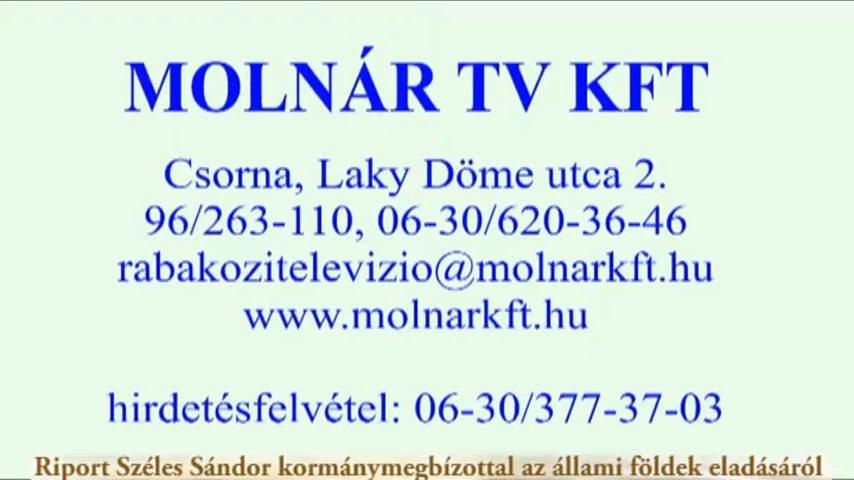 MOLNÁR TV KFT
Csorna, Laky Döme utca 2.
96/263-110, 06-30/620-36-46
rabakozitelevizio@molnarkft.hu
www.molnarkft.hu
hirdetésfelvétel: 06-30/377-37-03
Riport Széles Sándor kormánymegbízottal az állami földek eladásáról